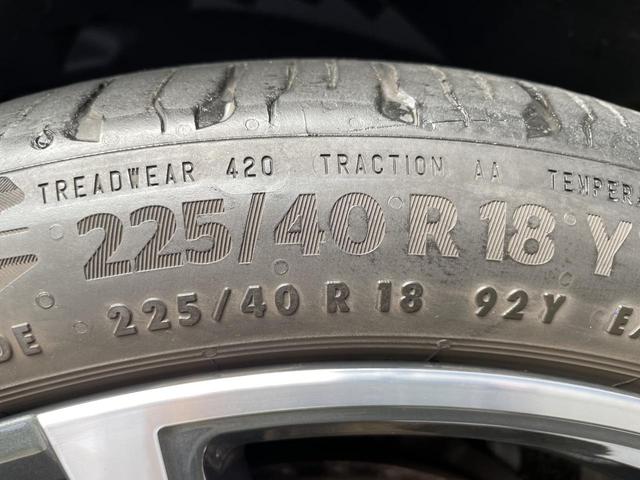 TREADWEAR 420 TRACTION AA
225/40 R 18 Y
225/40 R 18 92Y